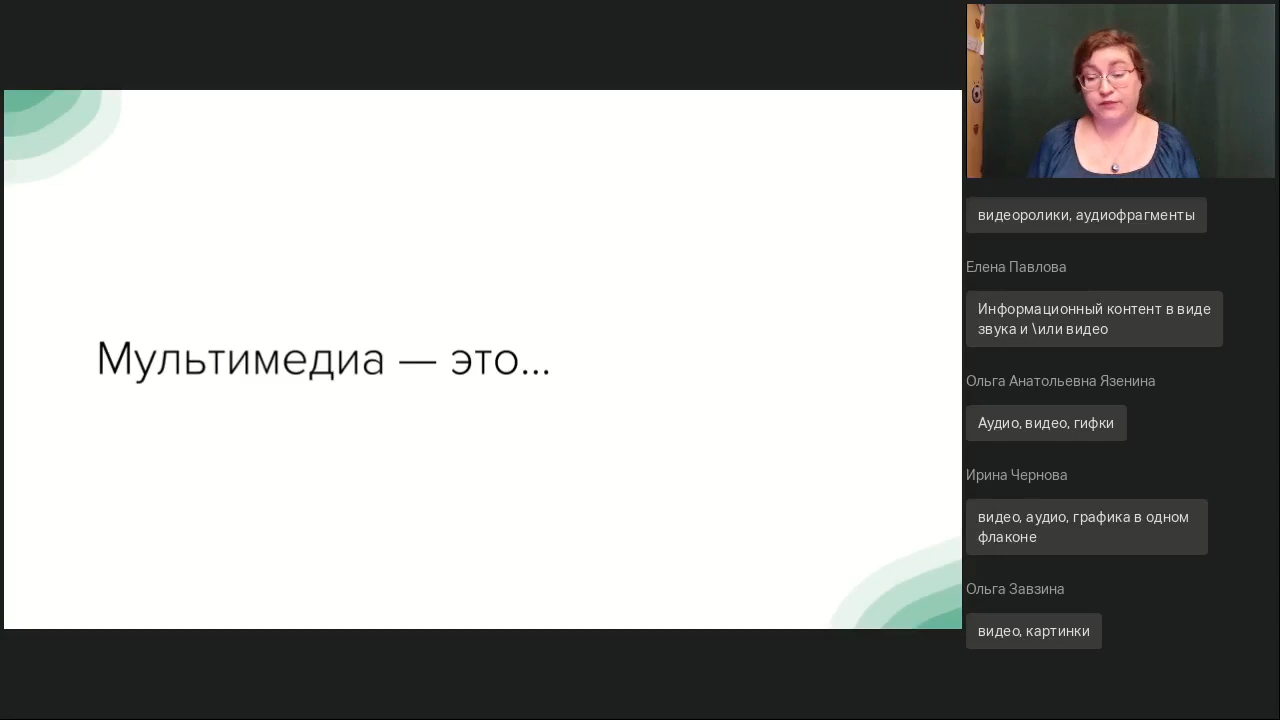 Мультимедиа — это...
видеоролики, аудиофрагменты
Елена Павлова
Информационный контент в виде
звука и \или видео
Ольга Анатольевна Язенина
Аудио, видео, гифки
Ирина Чернова
видео, аудио, графика в одном
флаконе
Ольга Завзина
видео, картинки